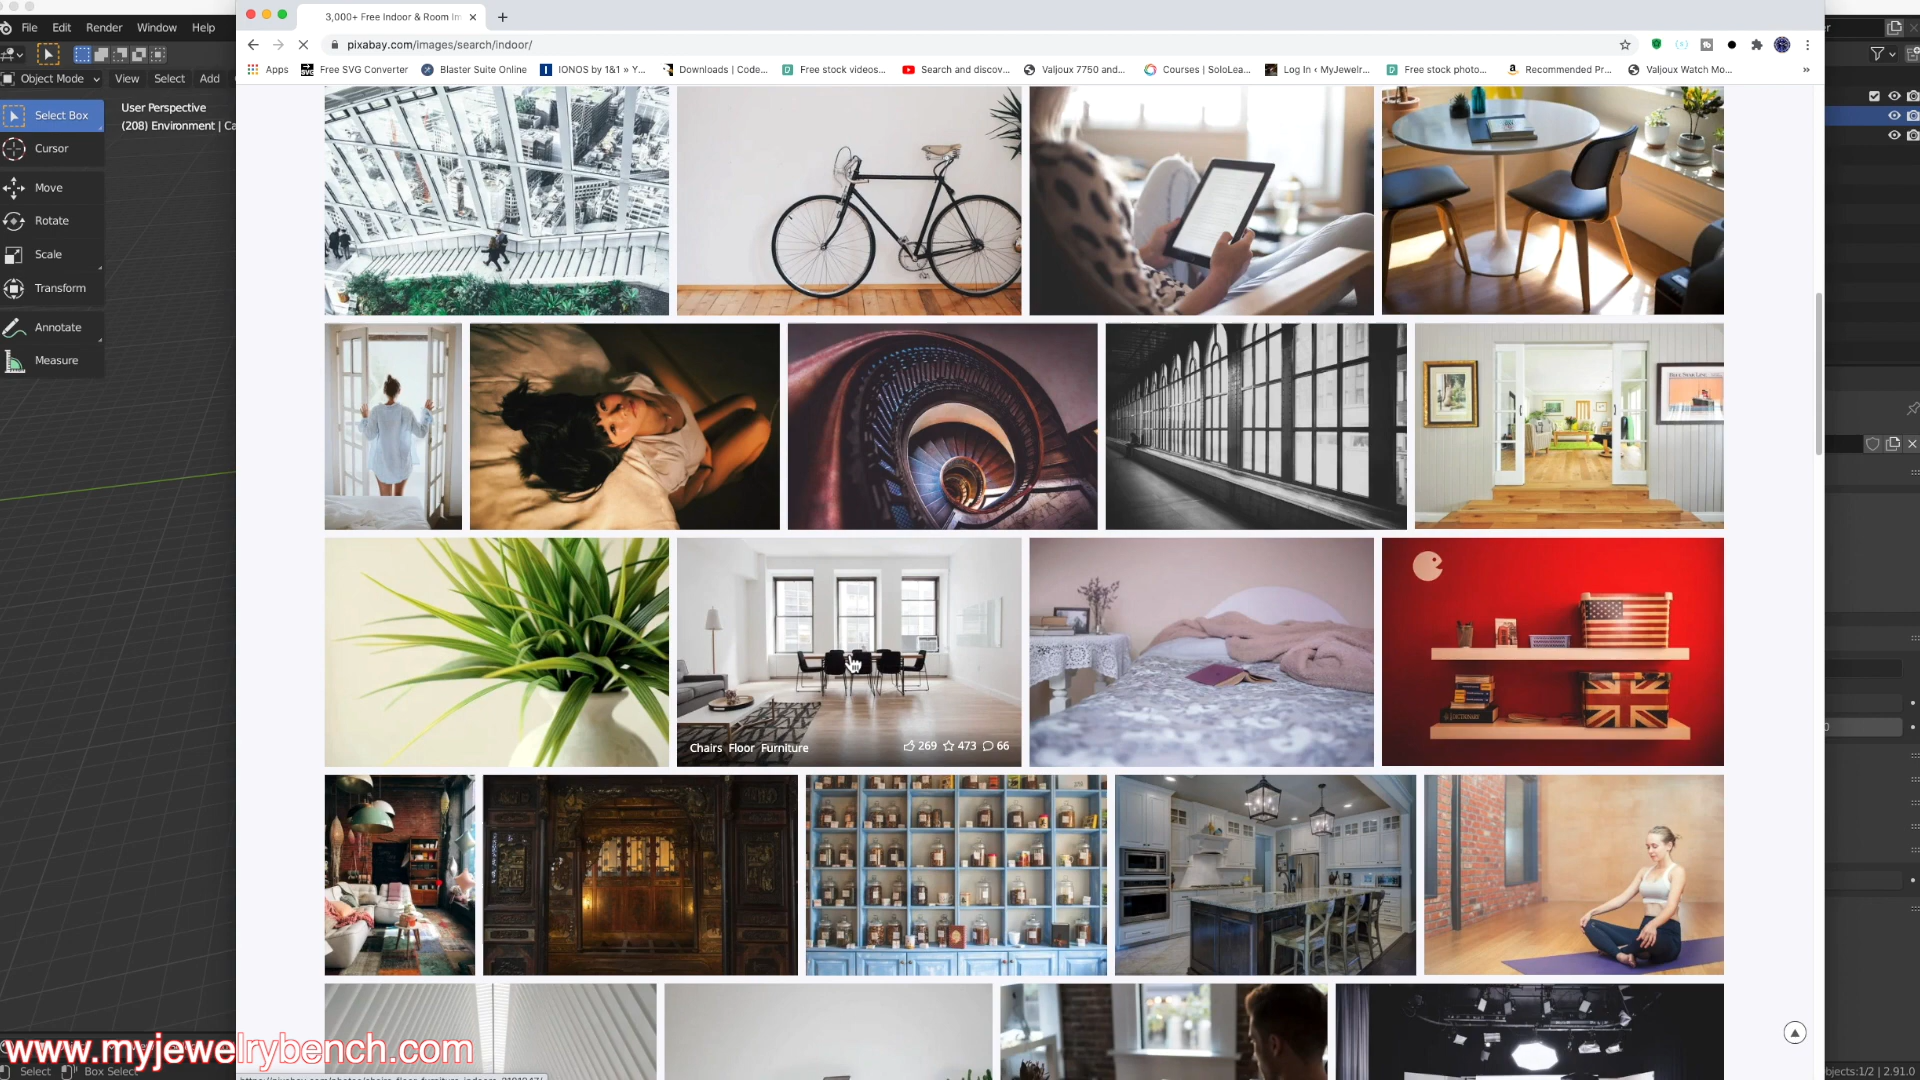 3,000+ Free Indoor & Room Im
File Edit Render Window Help
pixabay.com/images/search/indoor/
Apps Free SVG Converter Blaster Suite Online IONOS by 1&1 » Y... Downloads | Code... Free stock videos... Search and discov... Valjoux 7750 and... Courses | SoloLea... Log In ‹ MyJewelr... Free stock photo... Recommended Pr... Valjoux Watch Mo... »
Object Mode View Select Add
User Perspective
(208) Environment | Ca
Select Box
Cursor
Move
Rotate
Scale
Transform
Annotate
Measure
Chairs Floor Furniture 269 473 66
www.myjewelrybench.com
Select Box Select
bjects:1/2 | 2.91.0